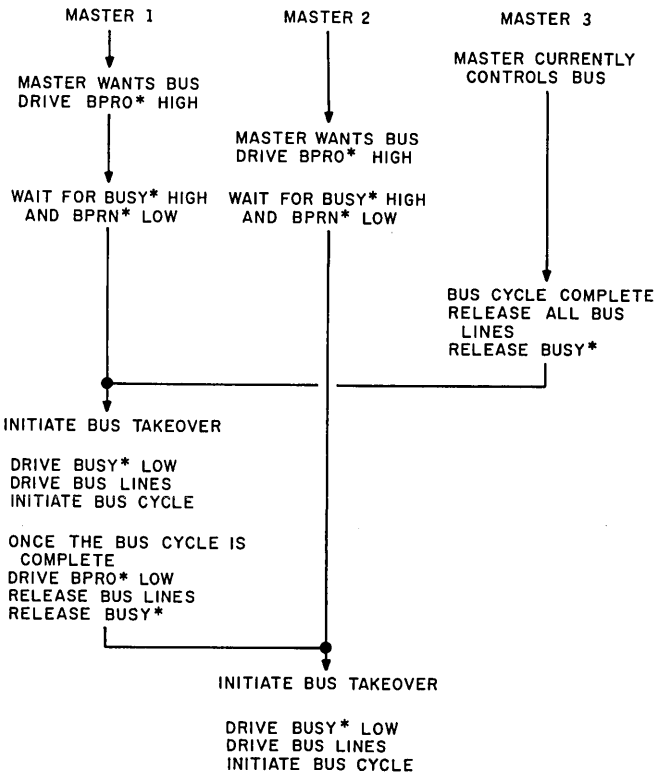 MASTER 1
MASTER WANTS BUS
DRIVE BPRO* HIGH
WAIT FOR BUSY* HIGH
AND BPRN* LOW
MASTER 2
MASTER WANTS BUS
DRIVE BPRO* HIGH
WAIT FOR BUSY* HIGH
AND BPRN* LOW
MASTER 3
MASTER CURRENTLY
CONTROLS BUS
BUS CYCLE COMPLETE
RELEASE ALL BUS
LINES
RELEASE BUSY*
INITIATE BUS TAKEOVER
DRIVE BUSY* LOW
DRIVE BUS LINES
INITIATE BUS CYCLE
ONCE THE BUS CYCLE IS
COMPLETE
DRIVE BPRO* LOW
RELEASE BUS LINES
RELEASE BUSY*
INITIATE BUS TAKEOVER
DRIVE BUSY* LOW
DRIVE BUS LINES
INITIATE BUS CYCLE